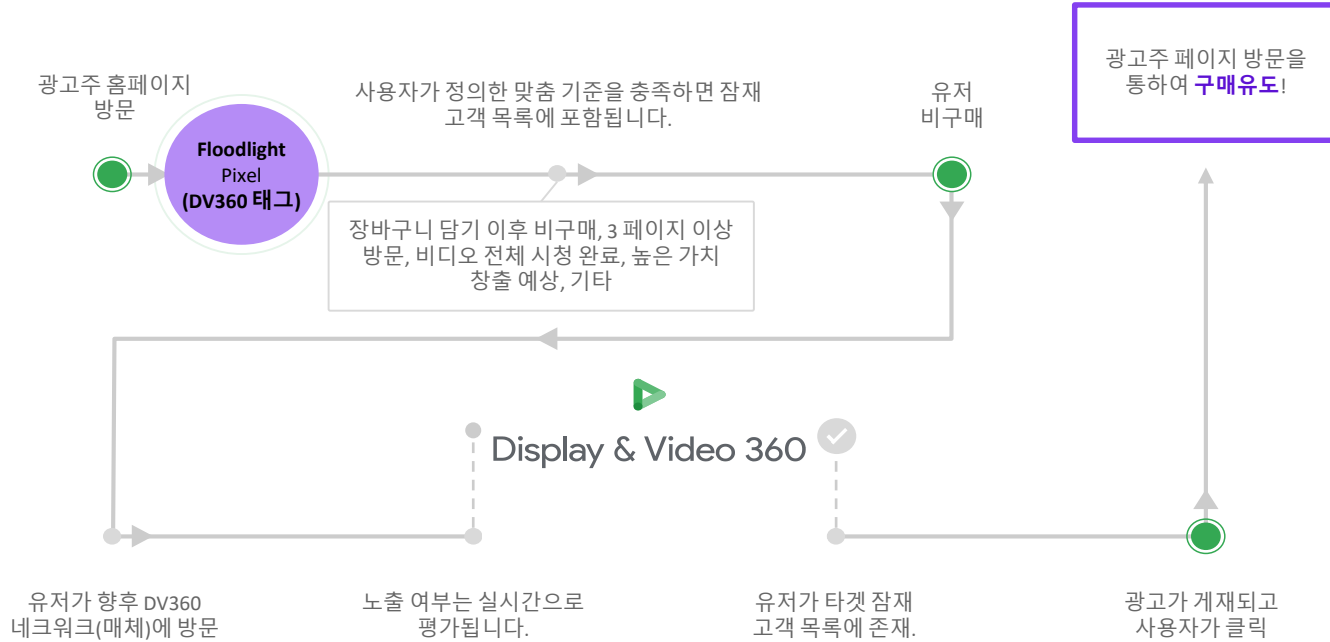 광고주 홈페이지
방문
Floodlight
Pixel
(DV360 태그)
사용자가 정의한 맞춤 기준을 충족하면 잠재
고객 목록에 포함됩니다.
유저
비구매
광고주 페이지 방문을
통하여 구매유도!
장바구니 담기 이후 비구매, 3 페이지 이상
방문, 비디오 전체 시청 완료, 높은 가치
창출 예상, 기타
Display & Video 360
유저가 향후 DV360
네크워크(매체)에 방문
노출 여부는 실시간으로
평가됩니다.
유저가 타겟 잠재
고객 목록에 존재.
광고가 게재되고
사용자가 클릭